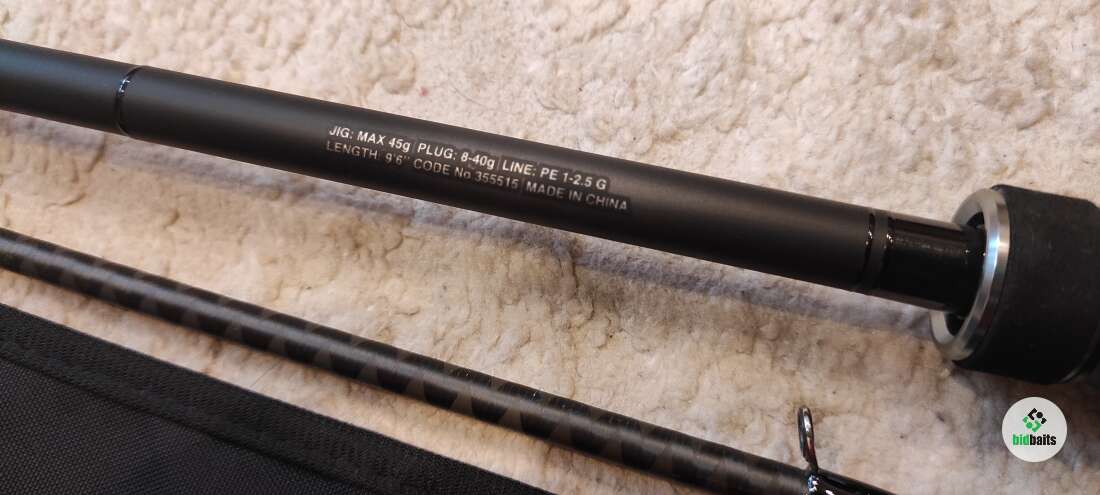 JIG: MAX 45g | PLUG: 8-40g | LINE: PE 1-2.5 G
LENGTH: 9'6" CODE No 355515 | MADE IN CHINA
bidbaits